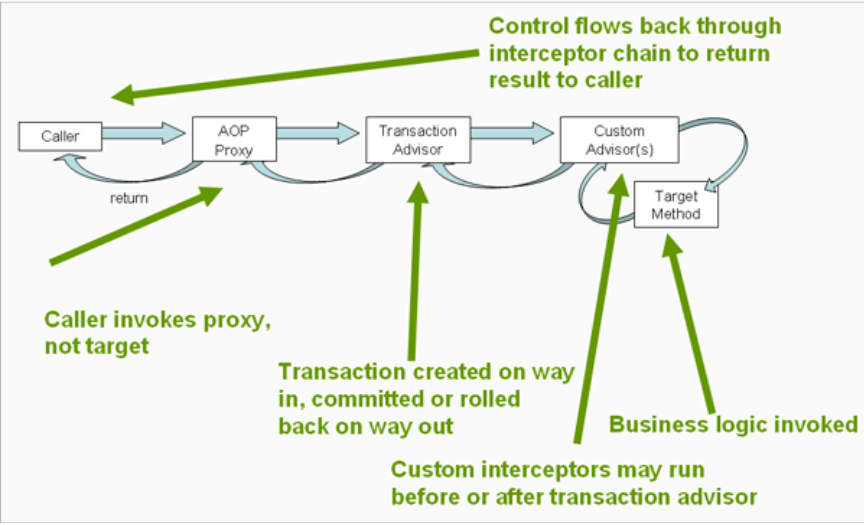 Control flows back through
interceptor chain to return
result to caller
Caller
AOP
Proxy
Transaction
Advisor
Custom
Advisor(s)
Target
Method
return
Caller invokes proxy,
not target
Transaction created on way
in, committed or rolled
back on way out
Business logic invoked
Custom interceptors may run
before or after transaction advisor